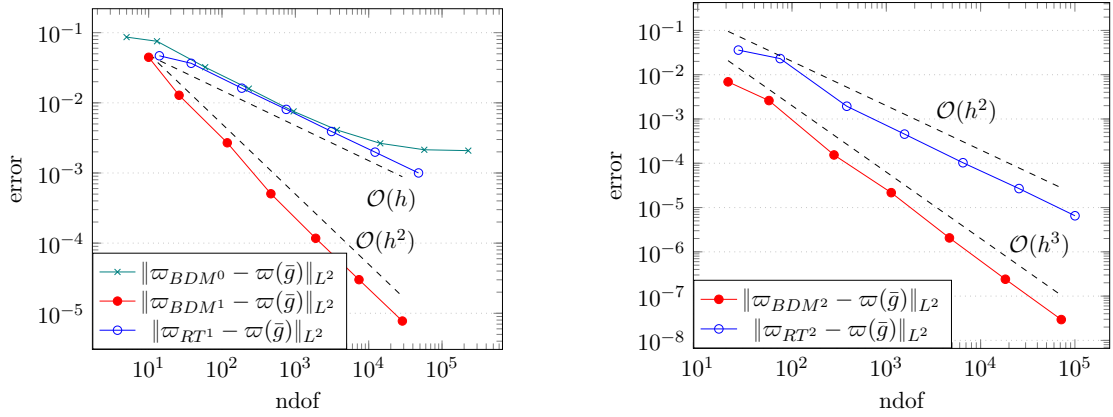 10^{-1}
10^{-2}
10^{-3}
10^{-4}
10^{-5}
error
O(h)
O(h^2)
∥ϖ_{BDM^0} − ϖ(ḡ)∥_{L^2}
∥ϖ_{BDM^1} − ϖ(ḡ)∥_{L^2}
∥ϖ_{RT^1} − ϖ(ḡ)∥_{L^2}
10^1 10^2 10^3 10^4 10^5
ndof
10^{-1}
10^{-2}
10^{-3}
10^{-4}
10^{-5}
10^{-6}
10^{-7}
10^{-8}
error
O(h^2)
O(h^3)
∥ϖ_{BDM^2} − ϖ(ḡ)∥_{L^2}
∥ϖ_{RT^2} − ϖ(ḡ)∥_{L^2}
10^2 10^3 10^4 10^5
ndof